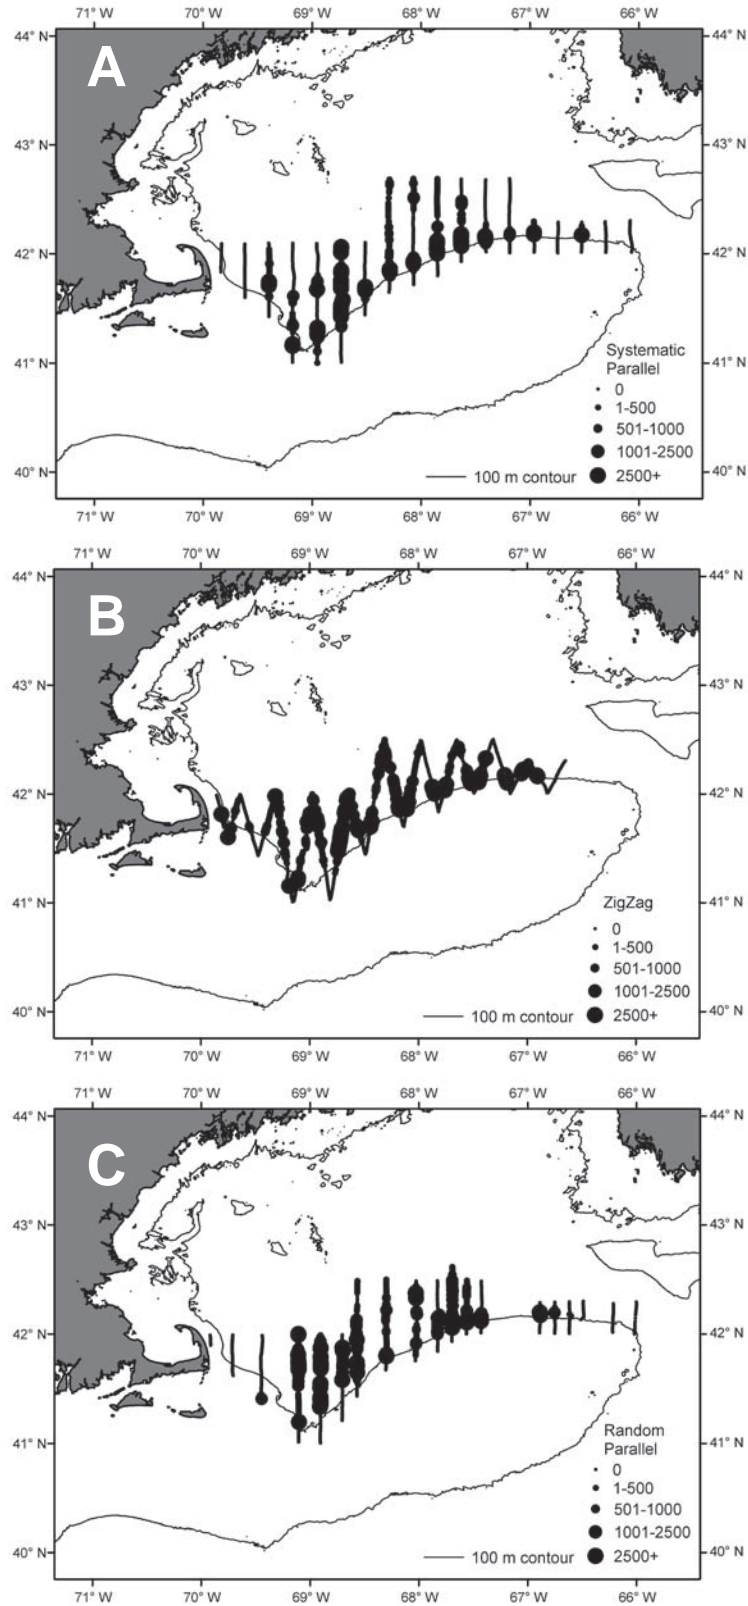 71° W 70° W 69° W 68° W 67° W 66° W
44° N 44° N
A
43° N 43° N
42° N 42° N
41° N 41° N
Systematic
Parallel
0
1-500
501-1000
1001-2500
100 m contour 2500+
40° N 40° N
71° W 70° W 69° W 68° W 67° W 66° W
71° W 70° W 69° W 68° W 67° W 66° W
44° N 44° N
B
43° N 43° N
42° N 42° N
41° N 41° N
ZigZag
0
1-500
501-1000
1001-2500
100 m contour 2500+
40° N 40° N
71° W 70° W 69° W 68° W 67° W 66° W
71° W 70° W 69° W 68° W 67° W 66° W
44° N 44° N
C
43° N 43° N
42° N 42° N
41° N 41° N
Random
Parallel
0
1-500
501-1000
1001-2500
100 m contour 2500+
40° N 40° N
71° W 70° W 69° W 68° W 67° W 66° W